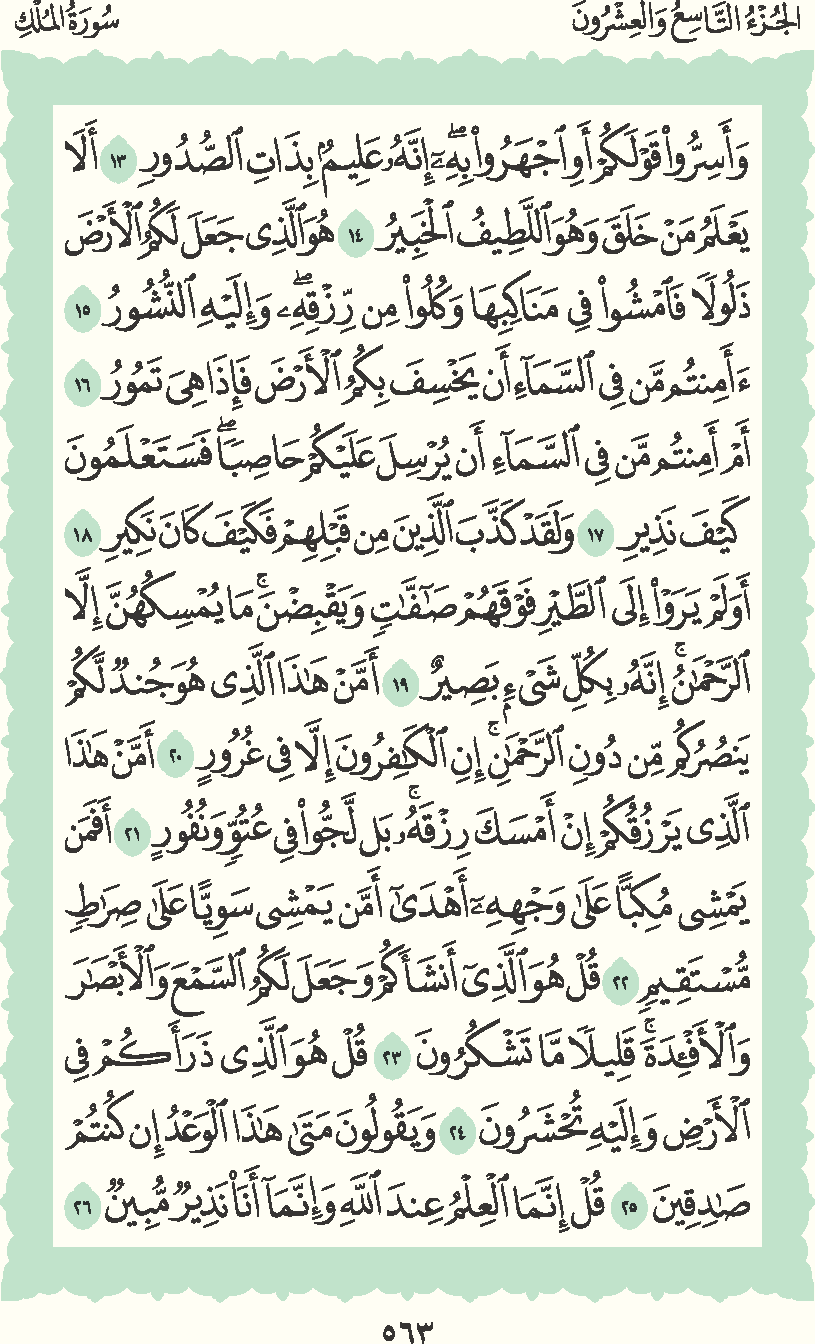 الجُزْءُ التَّاسِعُ وَالْعِشْرُونَ
سُورَةُ الْمُلْكِ
وَأَسِرُّوا۟ قَوْلَكُمْ أَوِ ٱجْهَرُوا۟ بِهِۦٓ ۖ إِنَّهُۥ عَلِيمٌۢ بِذَاتِ ٱلصُّدُورِ ١٣ أَلَا
يَعْلَمُ مَنْ خَلَقَ وَهُوَ ٱللَّطِيفُ ٱلْخَبِيرُ ١٤ هُوَ ٱلَّذِى جَعَلَ لَكُمُ ٱلْأَرْضَ
ذَلُولًا فَٱمْشُوا۟ فِى مَنَاكِبِهَا وَكُلُوا۟ مِن رِّزْقِهِۦ ۖ وَإِلَيْهِ ٱلنُّشُورُ ١٥
ءَأَمِنتُم مَّن فِى ٱلسَّمَآءِ أَن يَخْسِفَ بِكُمُ ٱلْأَرْضَ فَإِذَا هِىَ تَمُورُ ١٦
أَمْ أَمِنتُم مَّن فِى ٱلسَّمَآءِ أَن يُرْسِلَ عَلَيْكُمْ حَاصِبًا ۖ فَسَتَعْلَمُونَ
كَيْفَ نَذِيرِ ١٧ وَلَقَدْ كَذَّبَ ٱلَّذِينَ مِن قَبْلِهِمْ فَكَيْفَ كَانَ نَكِيرِ ١٨
أَوَلَمْ يَرَوْا۟ إِلَى ٱلطَّيْرِ فَوْقَهُمْ صَٰٓفَّٰتٍ وَيَقْبِضْنَ ۚ مَا يُمْسِكُهُنَّ إِلَّا
ٱلرَّحْمَٰنُ ۚ إِنَّهُۥ بِكُلِّ شَىْءٍۭ بَصِيرٌ ١٩ أَمَّنْ هَٰذَا ٱلَّذِى هُوَ جُندٌ لَّكُمْ
يَنصُرُكُم مِّن دُونِ ٱلرَّحْمَٰنِ ۚ إِنِ ٱلْكَٰفِرُونَ إِلَّا فِى غُرُورٍ ٢٠ أَمَّنْ هَٰذَا
ٱلَّذِى يَرْزُقُكُمْ إِنْ أَمْسَكَ رِزْقَهُۥ ۚ بَل لَّجُّوا۟ فِى عُتُوٍّ وَنُفُورٍ ٢١ أَفَمَن
يَمْشِى مُكِبًّا عَلَىٰ وَجْهِهِۦٓ أَهْدَىٰٓ أَمَّن يَمْشِى سَوِيًّا عَلَىٰ صِرَٰطٍ
مُّسْتَقِيمٍ ٢٢ قُلْ هُوَ ٱلَّذِىٓ أَنشَأَكُمْ وَجَعَلَ لَكُمُ ٱلسَّمْعَ وَٱلْأَبْصَٰرَ
وَٱلْأَفْـِٔدَةَ ۖ قَلِيلًا مَّا تَشْكُرُونَ ٢٣ قُلْ هُوَ ٱلَّذِى ذَرَأَكُمْ فِى
ٱلْأَرْضِ وَإِلَيْهِ تُحْشَرُونَ ٢٤ وَيَقُولُونَ مَتَىٰ هَٰذَا ٱلْوَعْدُ إِن كُنتُمْ
صَٰدِقِينَ ٢٥ قُلْ إِنَّمَا ٱلْعِلْمُ عِندَ ٱللَّهِ وَإِنَّمَآ أَنَا۠ نَذِيرٌ مُّبِينٌ ٢٦
٥٦٣